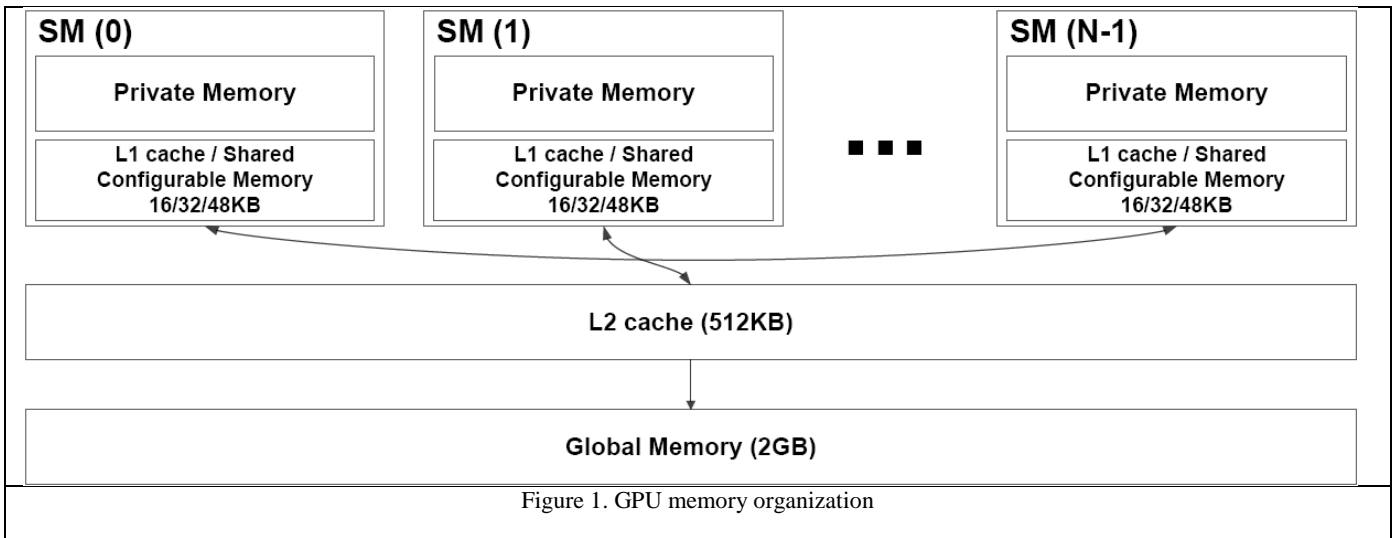 SM (0)
Private Memory
L1 cache / Shared
Configurable Memory
16/32/48KB
SM (1)
Private Memory
L1 cache / Shared
Configurable Memory
16/32/48KB
SM (N-1)
Private Memory
L1 cache / Shared
Configurable Memory
16/32/48KB
L2 cache (512KB)
Global Memory (2GB)
Figure 1. GPU memory organization